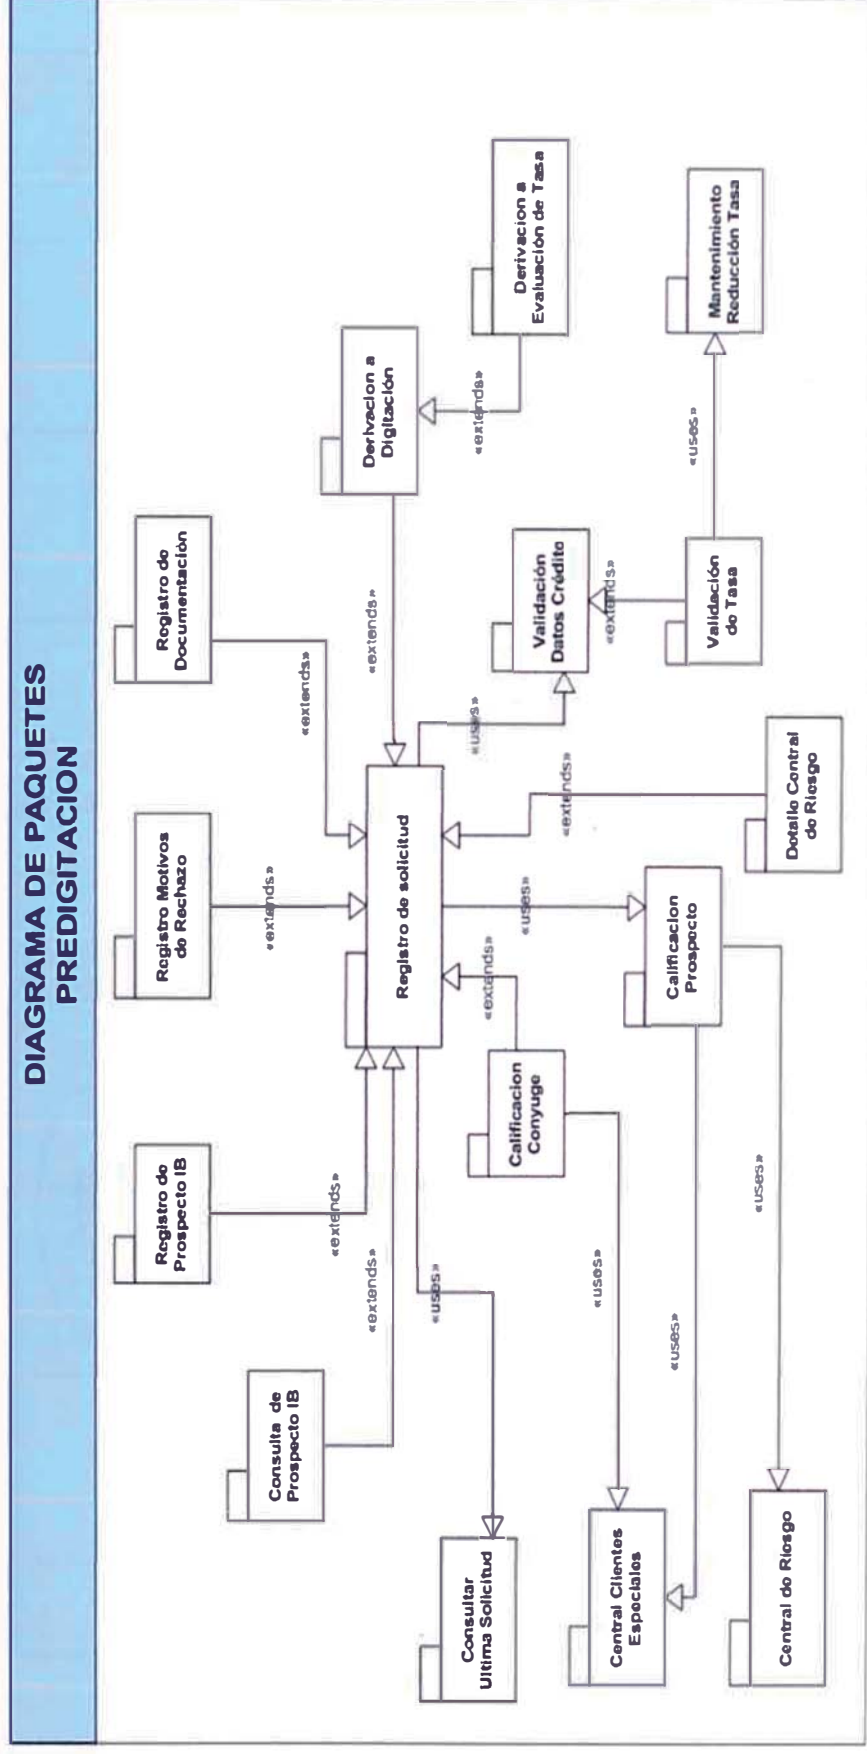 DIAGRAMA DE PAQUETES
PREDIGITACION
Registro de
Prospecto IB
Registro Motivos
de Rechazo
Registro de
Documentación
Consulta de
Prospecto IB
Derivacion a
Digitación
Derivacion a
Evaluación de Tasa
Registro de solicitud
Consultar
Ultima Solicitud
Calificacion
Conyuge
Validación
Datos Crédito
Central Clientes
Especiales
Calificacion
Prospecto
Validación
de Tasa
Mantenimiento
Reducción Tasa
Central de Riesgo
Detalle Central
de Riesgo
«extends»
«extends»
«extends»
«extends»
«extends»
«extends»
«uses»
«extends»
«uses»
«uses»
«extends»
«extends»
«uses»
«uses»
«uses»
«uses»